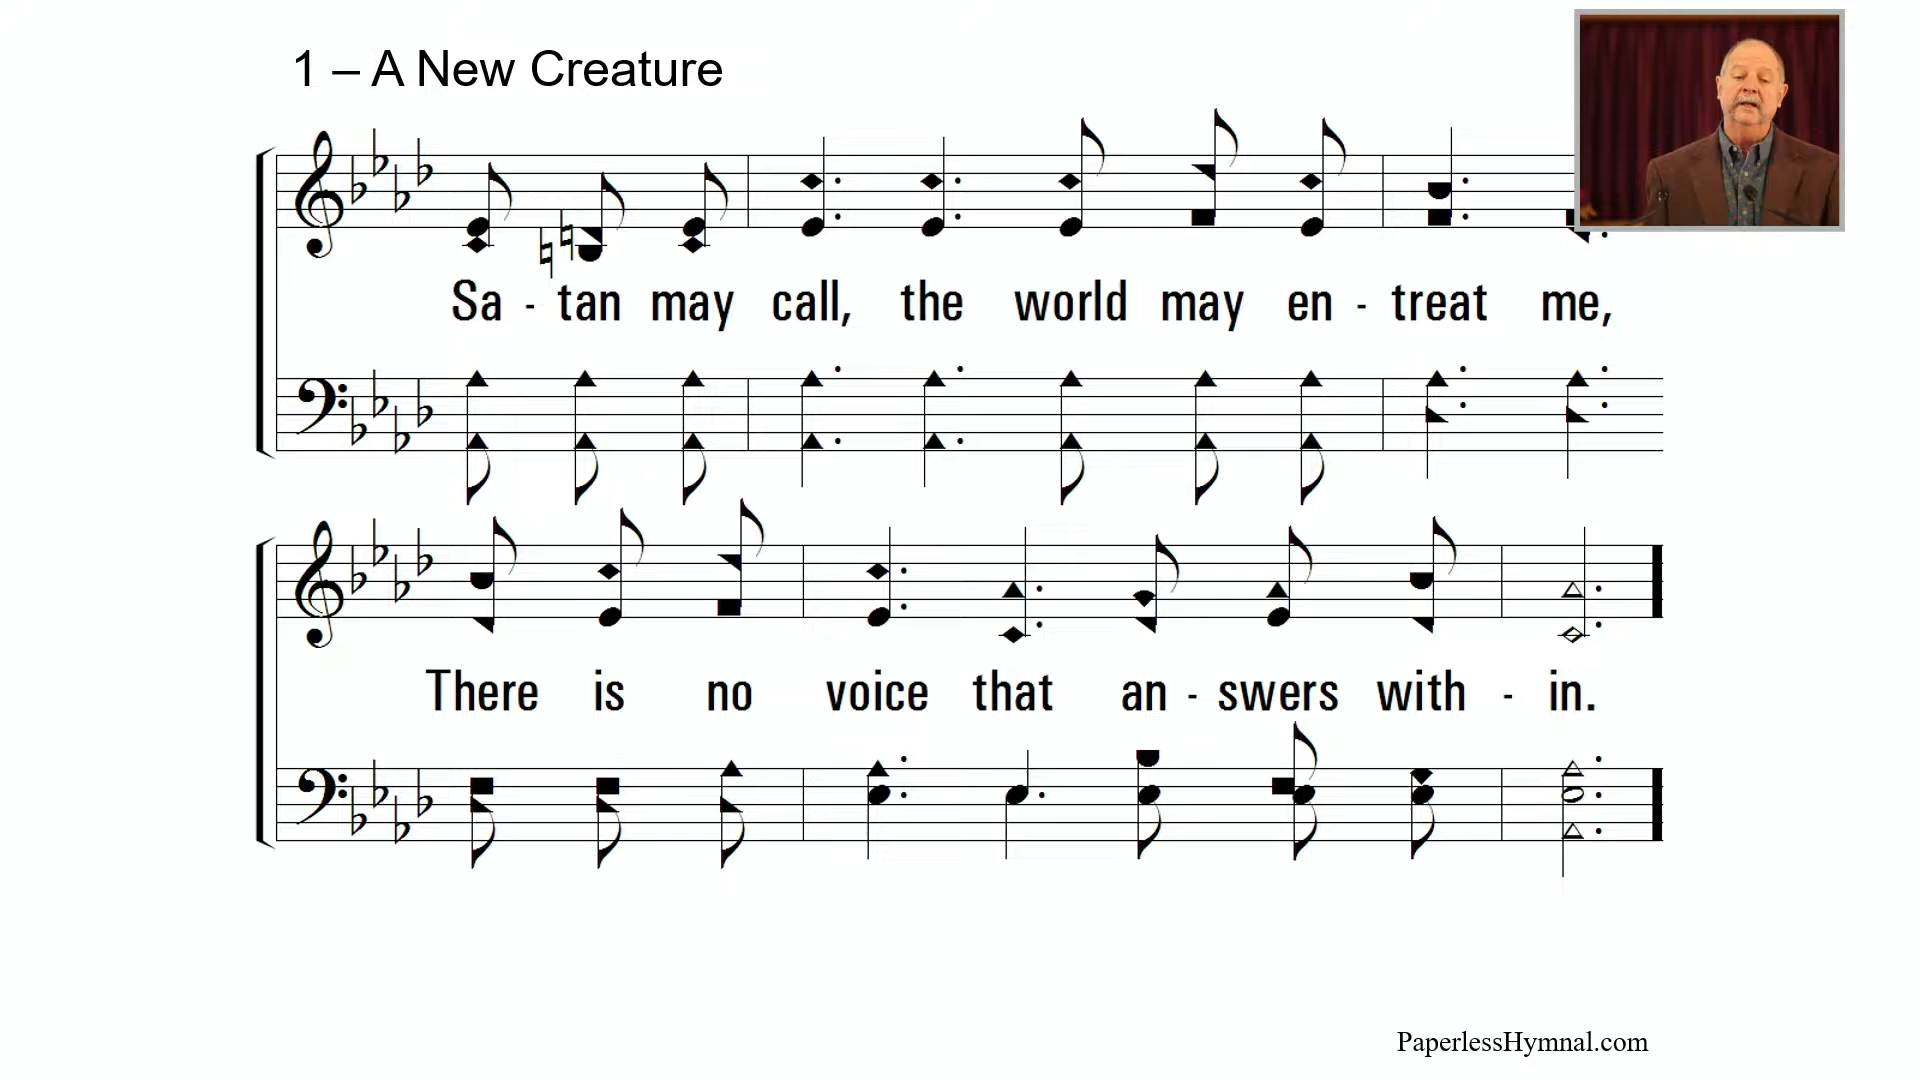 1 – A New Creature
Sa - tan may call, the world may en - treat me,
There is no voice that an - swers with - in.
PaperlessHymnal.com